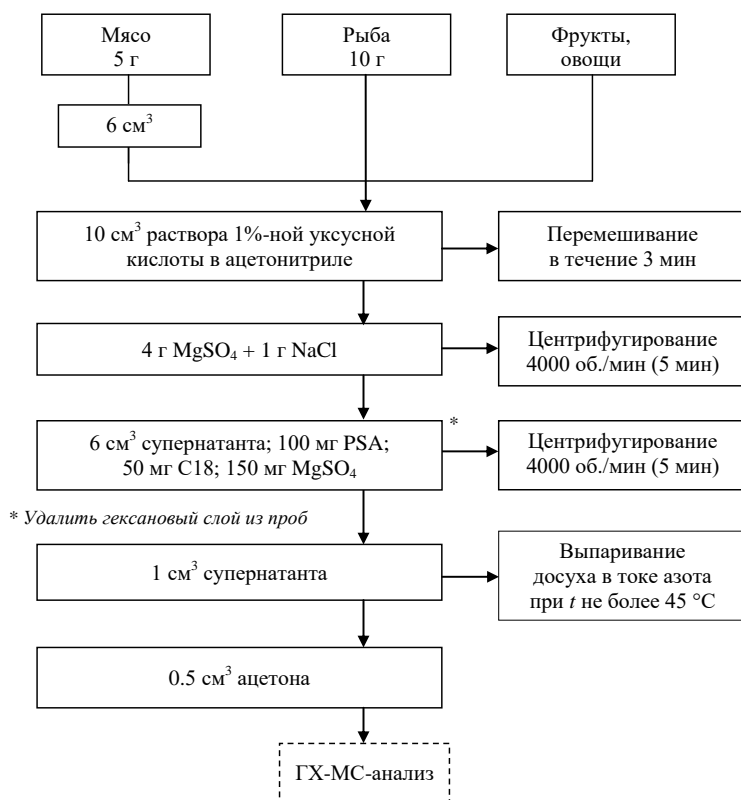 Мясо
5 г
Рыба
10 г
Фрукты,
овощи
6 см³
10 см³ раствора 1%-ной уксусной
кислоты в ацетонитриле
Перемешивание
в течение 3 мин
4 г MgSO₄ + 1 г NaCl
Центрифугирование
4000 об./мин (5 мин)
6 см³ супернатанта; 100 мг PSA;
50 мг C18; 150 мг MgSO₄
*
Центрифугирование
4000 об./мин (5 мин)
* Удалить гексановый слой из проб
1 см³ супернатанта
Выпаривание
досуха в токе азота
при t не более 45 °C
0.5 см³ ацетона
ГХ-МС-анализ